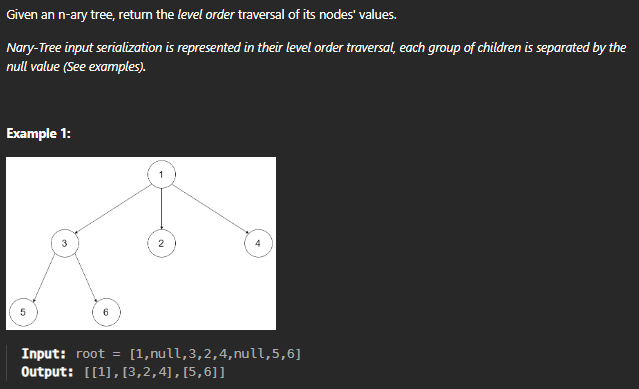 Given an n-ary tree, return the level order traversal of its nodes' values.
Nary-Tree input serialization is represented in their level order traversal, each group of children is separated by the
null value (See examples).
Example 1:
1
3
2
4
5
6
Input: root = [1,null,3,2,4,null,5,6]
Output: [[1],[3,2,4],[5,6]]